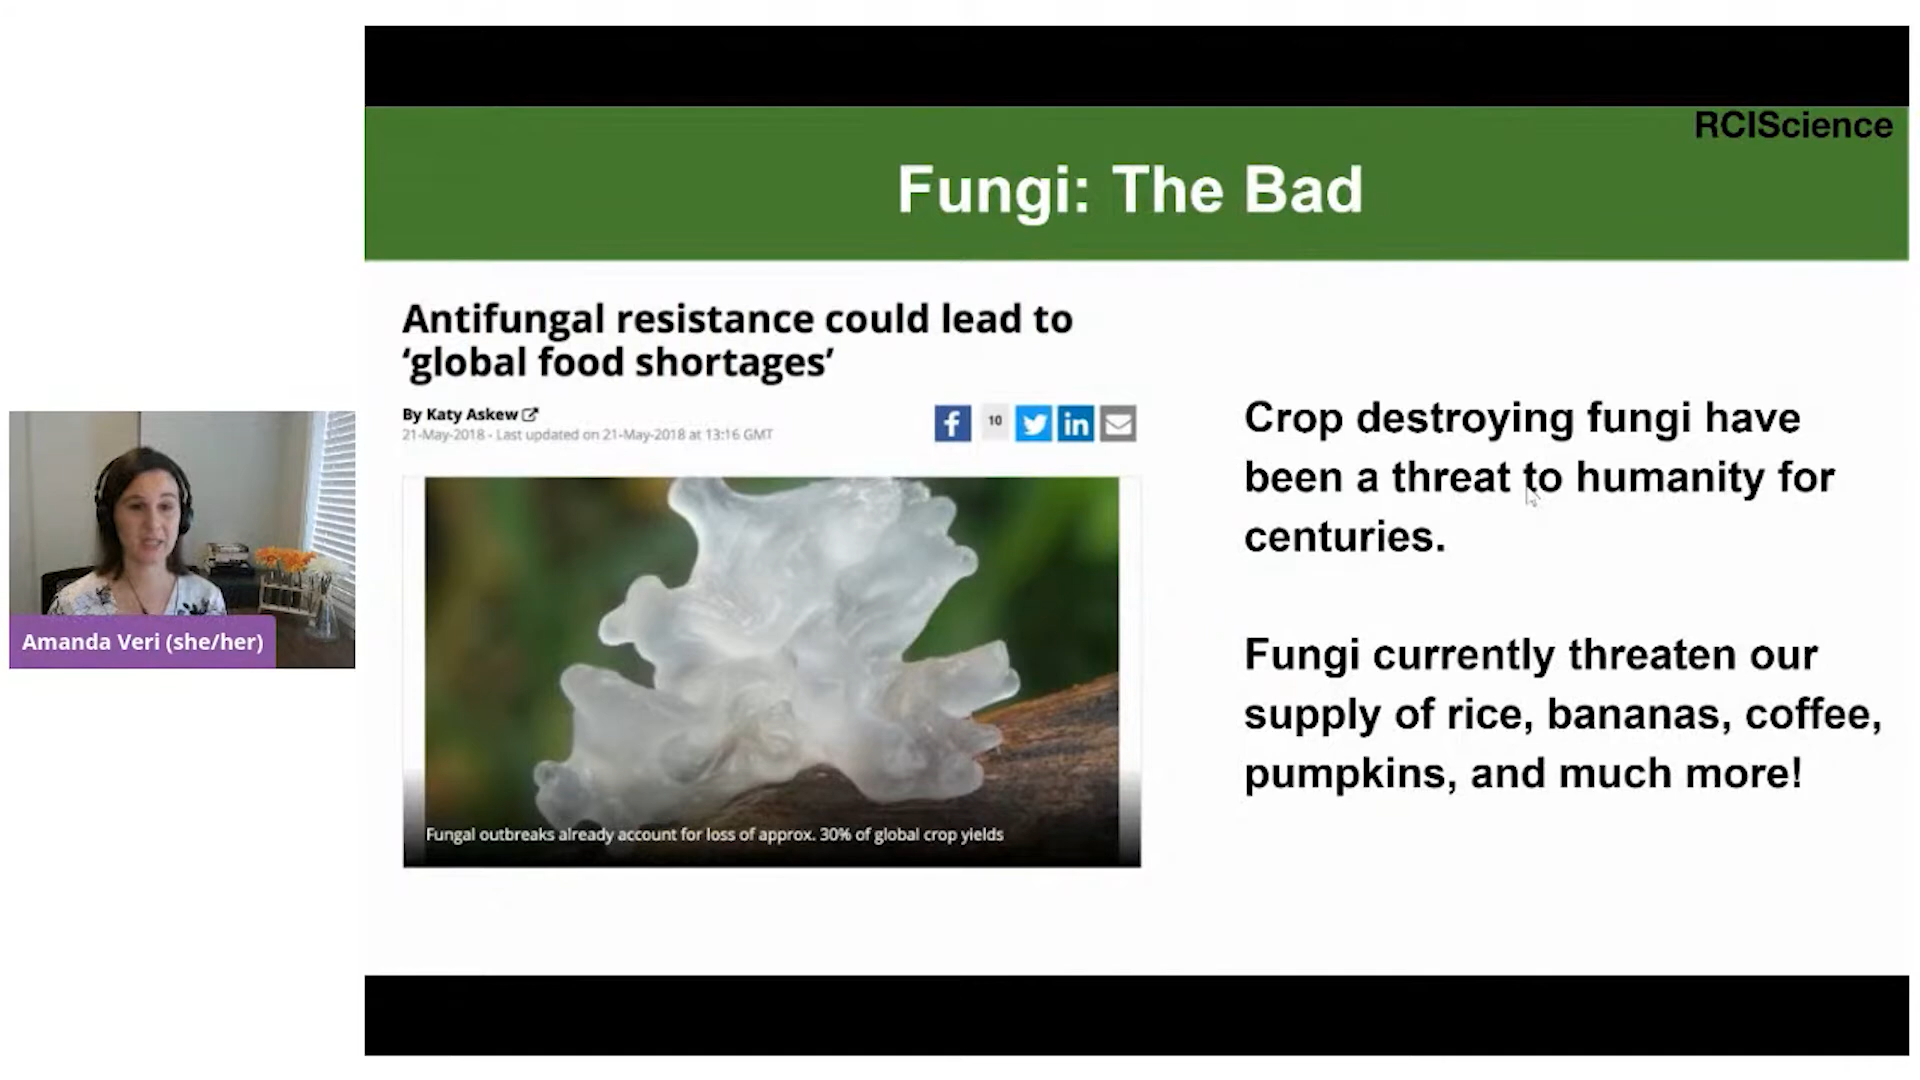 RCIScience
Fungi: The Bad
Antifungal resistance could lead to
‘global food shortages’
By Katy Askew
21-May-2018 - Last updated on 21-May-2018 at 13:16 GMT
f
10
in
Fungal outbreaks already account for loss of approx. 30% of global crop yields
Crop destroying fungi have
been a threat to humanity for
centuries.
Fungi currently threaten our
supply of rice, bananas, coffee,
pumpkins, and much more!
Amanda Veri (she/her)